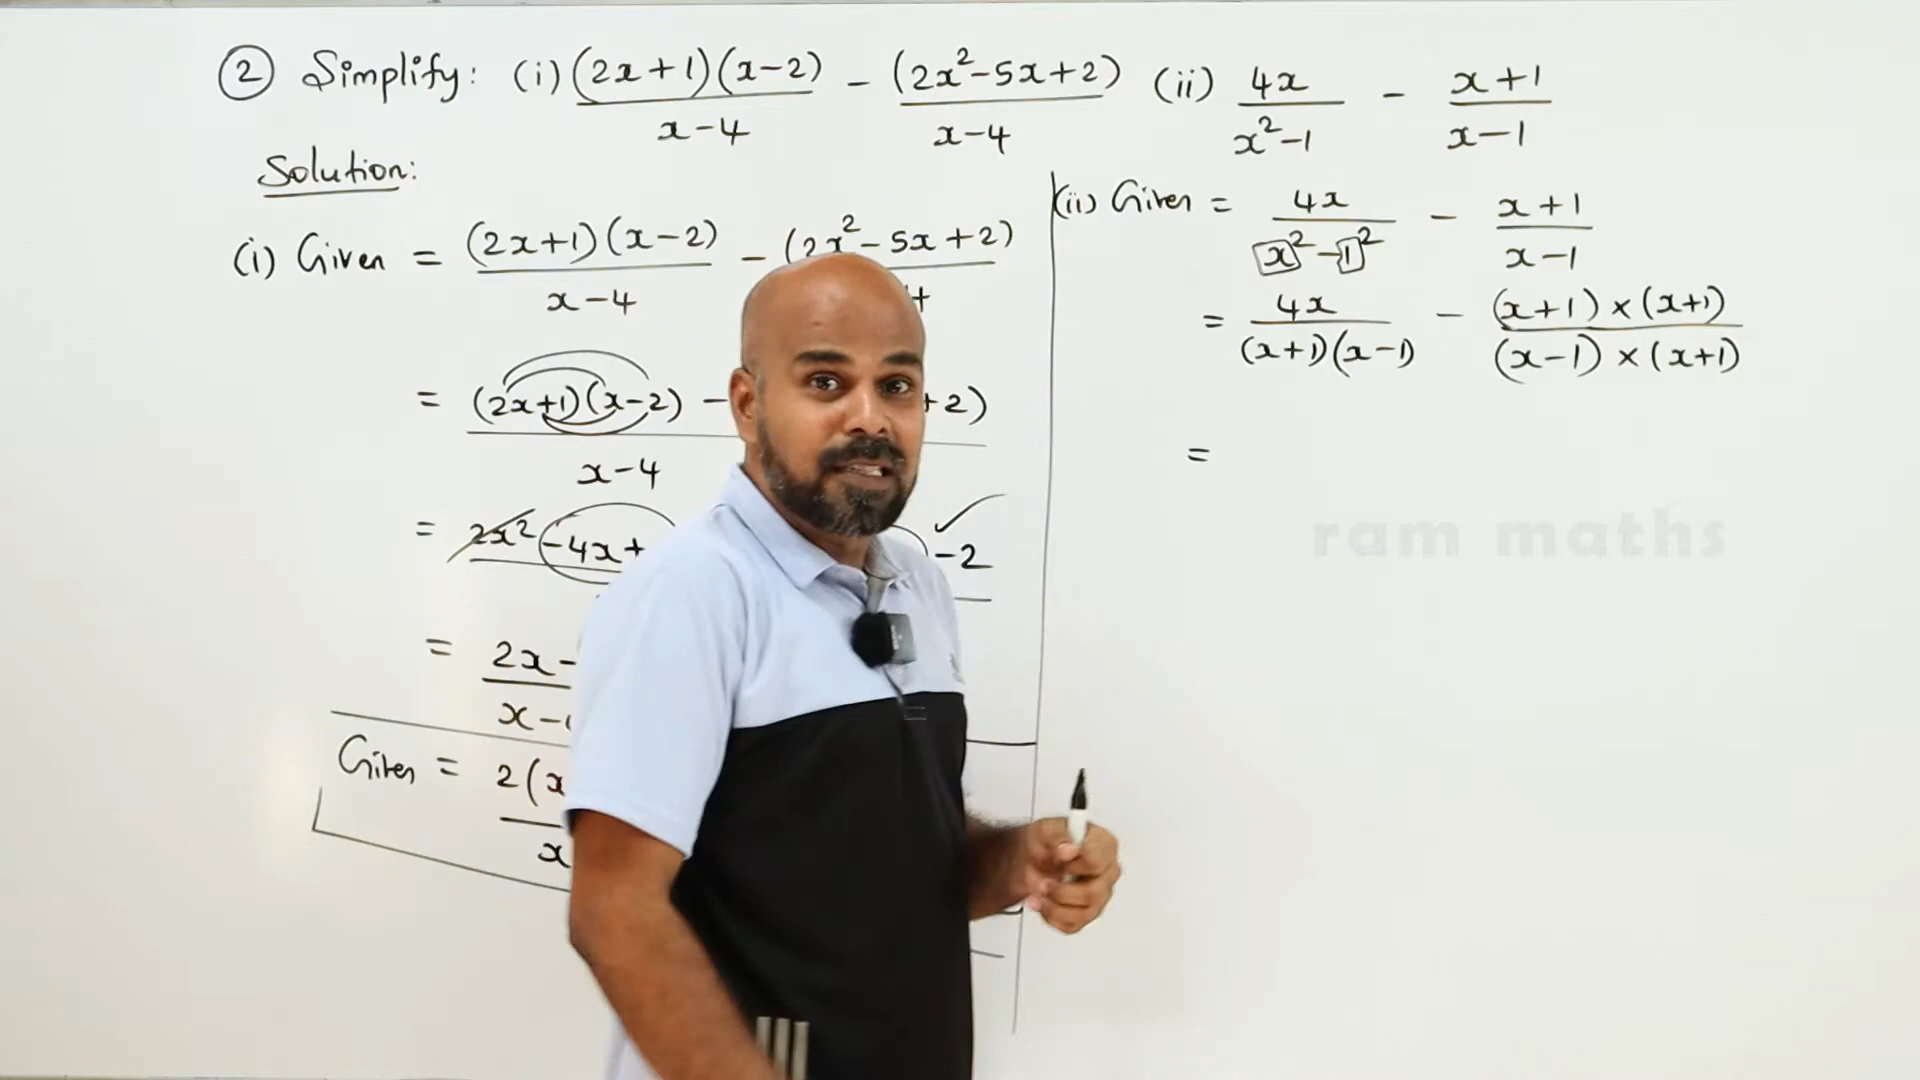 ② Simplify: (i) (2x+1)(x-2)/x-4 - (2x²-5x+2)/x-4 (ii) 4x/x²-1 - x+1/x-1
Solution:
(i) Given = (2x+1)(x-2)/x-4 - (2x²-5x+2)
= (2x+1)(x-2) - +2)
x-4
= 2x² -4x+ -2
= 2x-
x-
Given = 2(x
x
(ii) Given = 4x/x²-1² - x+1/x-1
= 4x/(x+1)(x-1) - (x+1)×(x+1)/(x-1)×(x+1)
=
ram maths